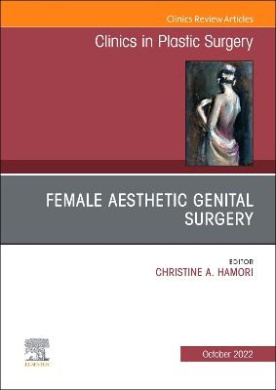 Clinics Review Articles
Clinics in Plastic Surgery
FEMALE AESTHETIC GENITAL
SURGERY
EDITOR
CHRISTINE A. HAMORI
ELSEVIER
October 2022